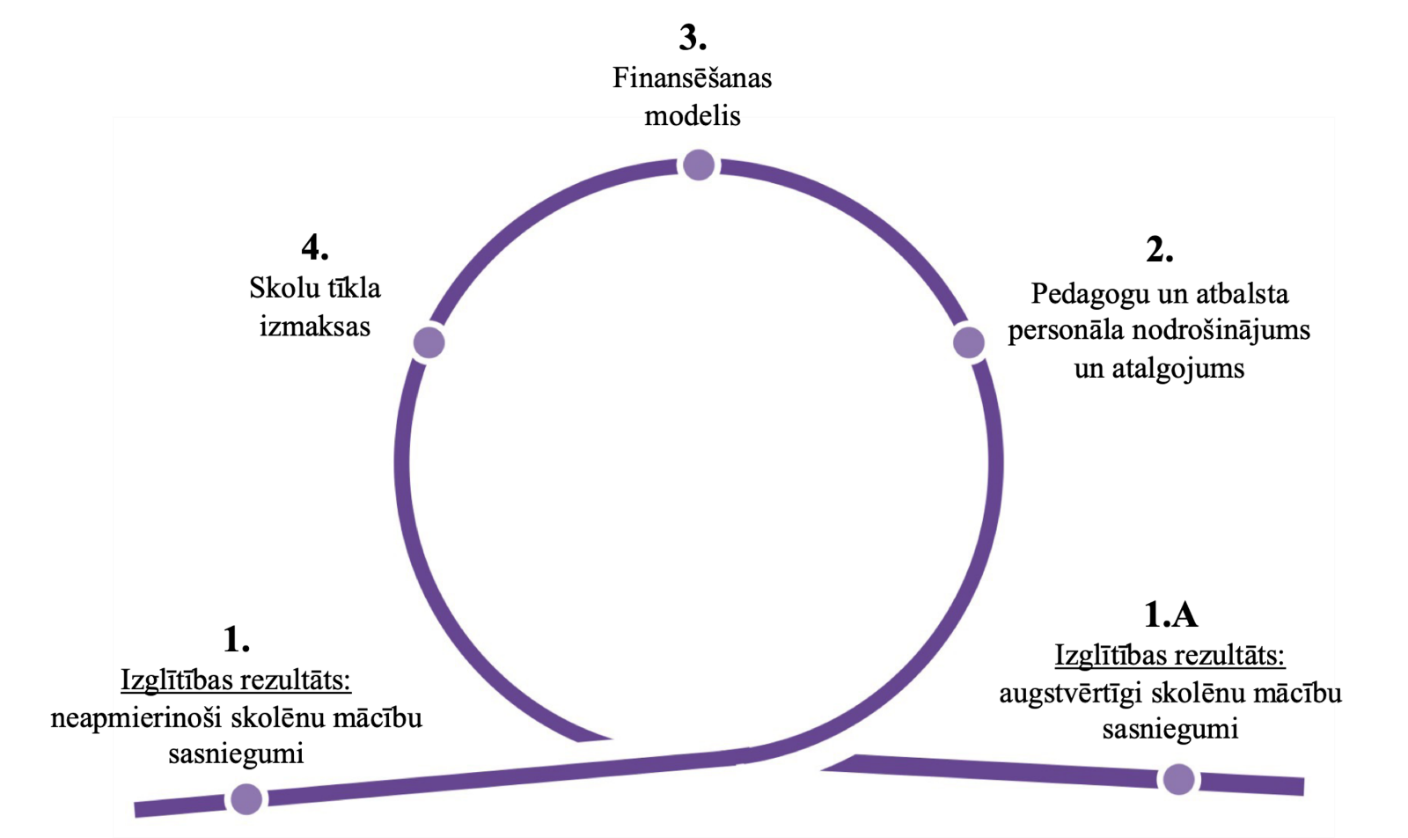 3.
Finansēšanas
modelis
4.
Skolu tīkla
izmaksas
2.
Pedagogu un atbalsta
personāla nodrošinājums
un atalgojums
1.
Izglītības rezultāts:
neapmierinoši skolēnu mācību
sasniegumi
1.A
Izglītības rezultāts:
augstvērtīgi skolēnu mācību
sasniegumi